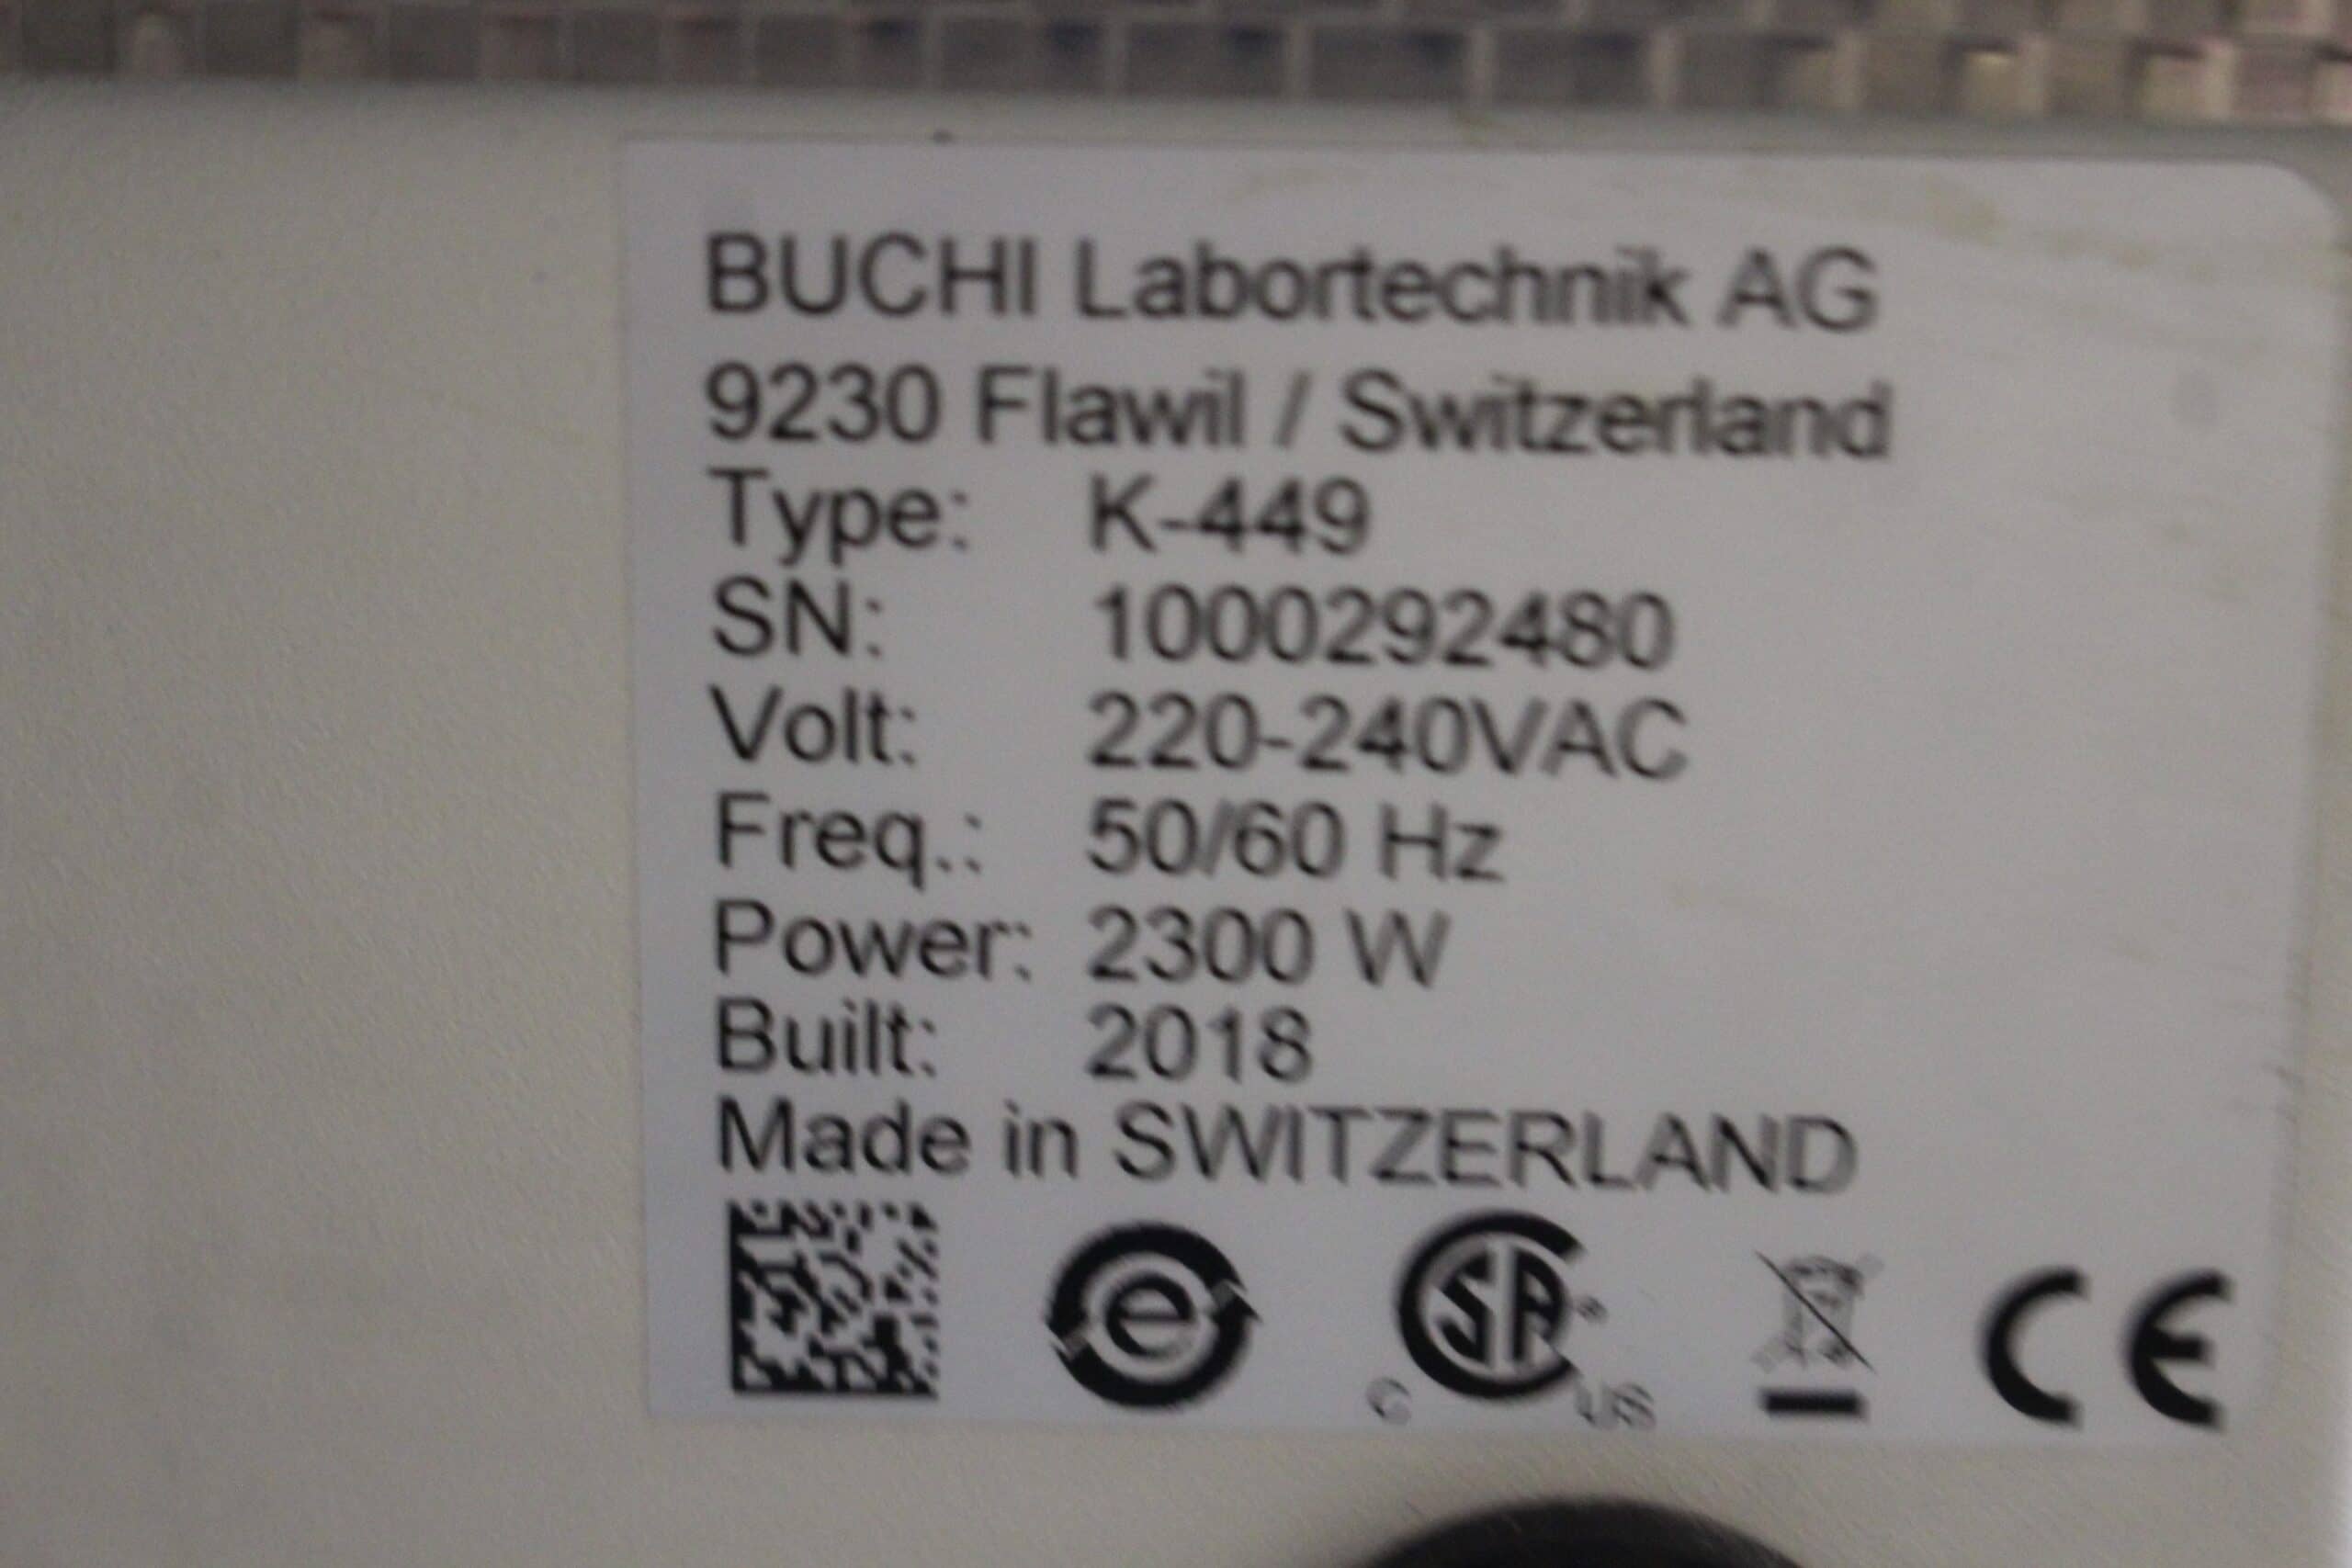 BUCHI Labortechnik AG
9230 Flawil / Switzerland
Type: K-449
SN: 1000292480
Volt: 220-240VAC
Freq.: 50/60 Hz
Power: 2300 W
Built: 2018
Made in SWITZERLAND
e C SA ® US CE